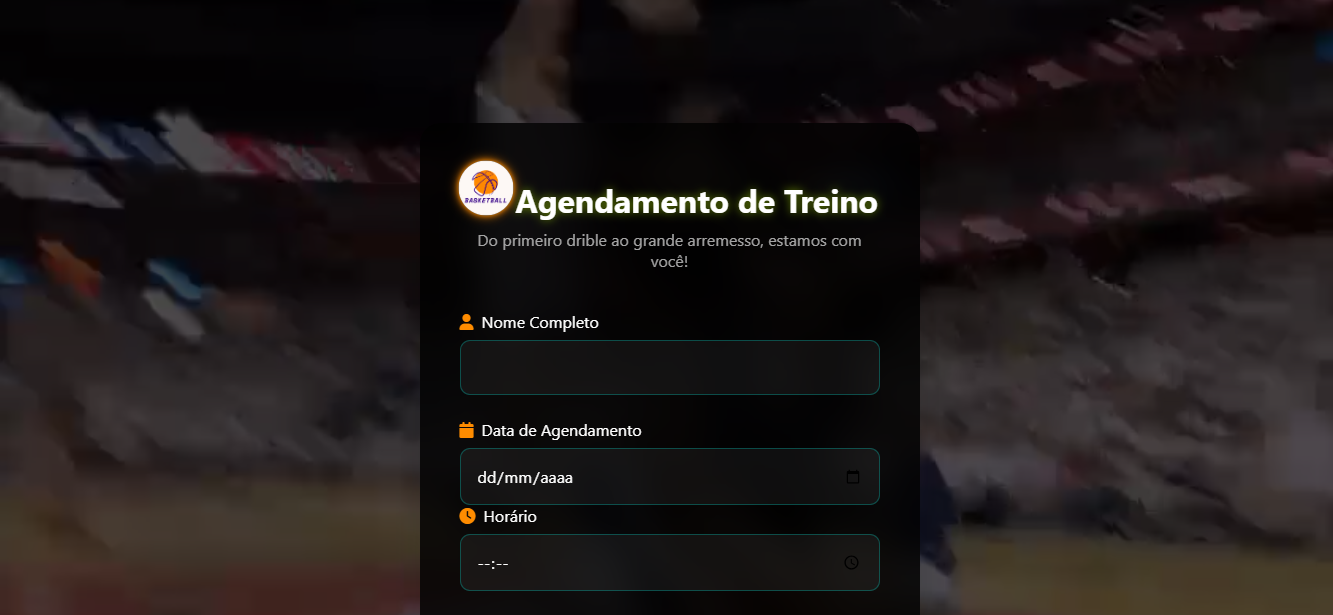 BASKETBALL
Agendamento de Treino
Do primeiro drible ao grande arremesso, estamos com
você!
Nome Completo
Data de Agendamento
dd/mm/aaaa
Horário
--:--